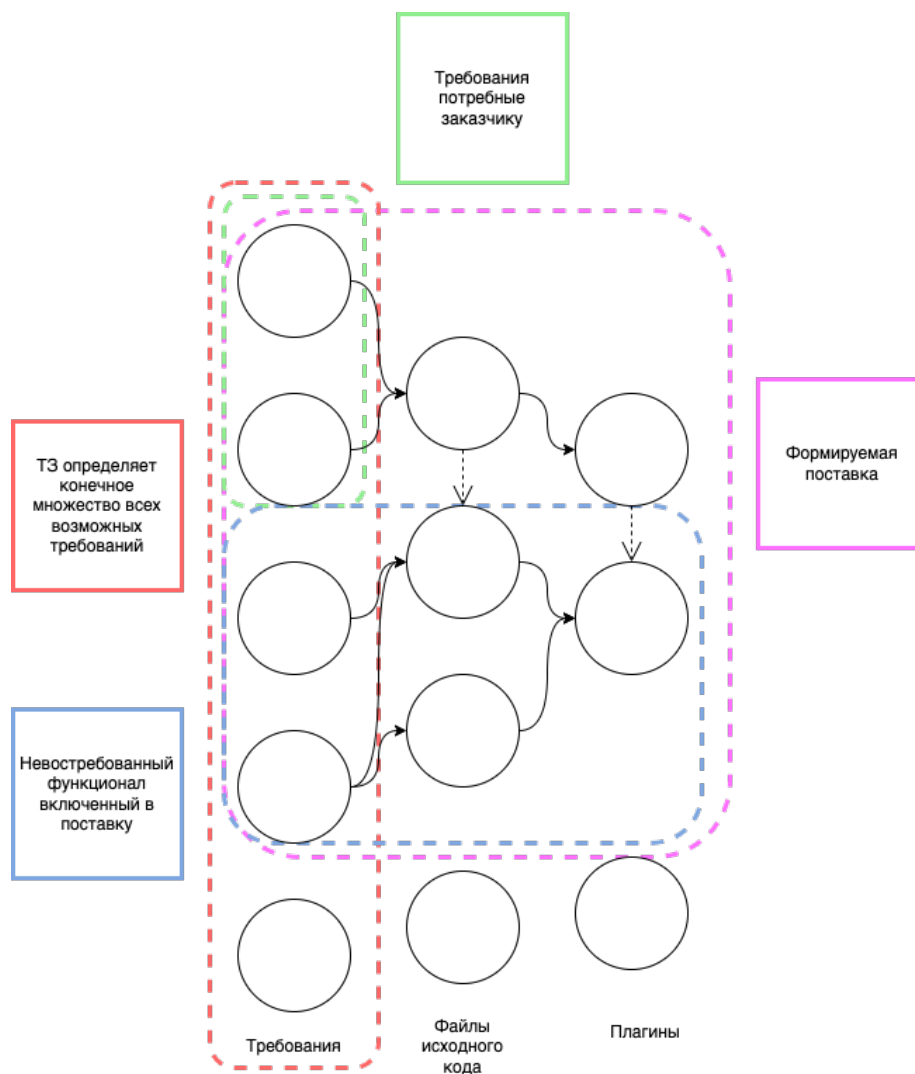 Требования
потребные
заказчику
ТЗ определяет
конечное
множество всех
возможных
требований
Формируемая
поставка
Невостребованный
функционал
включенный в
поставку
Требования
Файлы
исходного
кода
Плагины